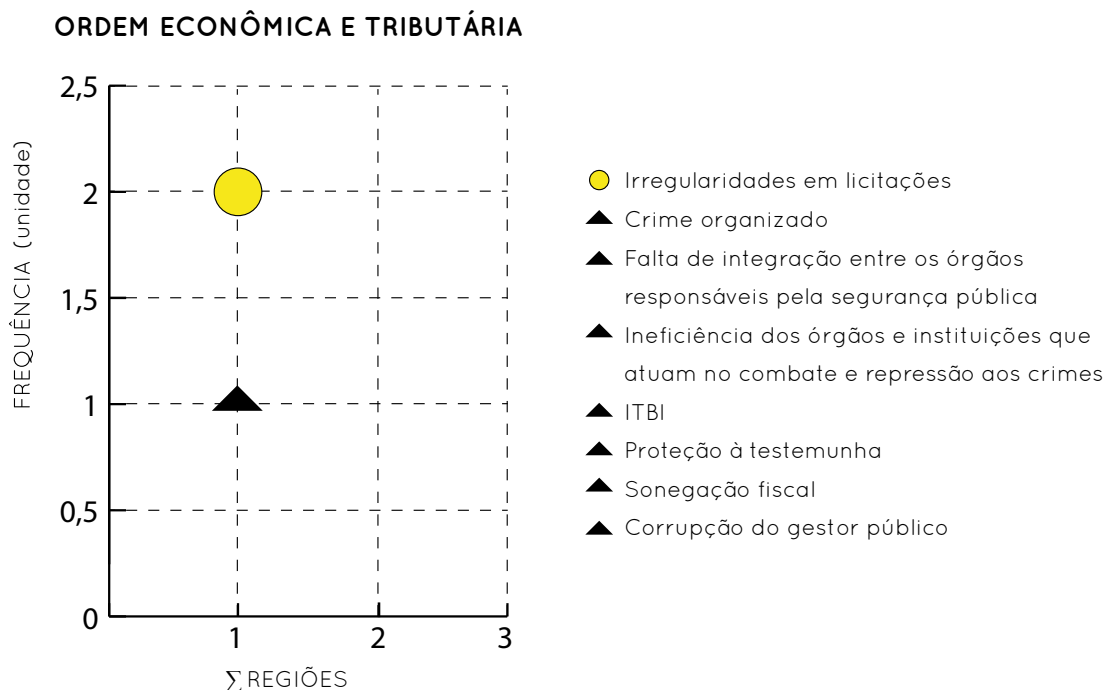 ORDEM ECONÔMICA E TRIBUTÁRIA
FREQUÊNCIA (unidade)
2,5
2
1,5
1
0,5
0
1
2
3
∑ REGIÕES
Irregularidades em licitações
Crime organizado
Falta de integração entre os órgãos
responsáveis pela segurança pública
Ineficiência dos órgãos e instituições que
atuam no combate e repressão aos crimes
ITBI
Proteção à testemunha
Sonegação fiscal
Corrupção do gestor público